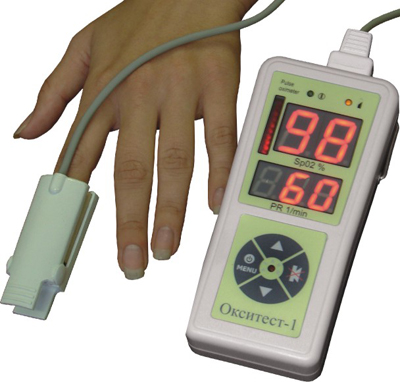 Pulse
oximeter
98
SpO2 %
60
PR 1/min
MENU
Окситест-1